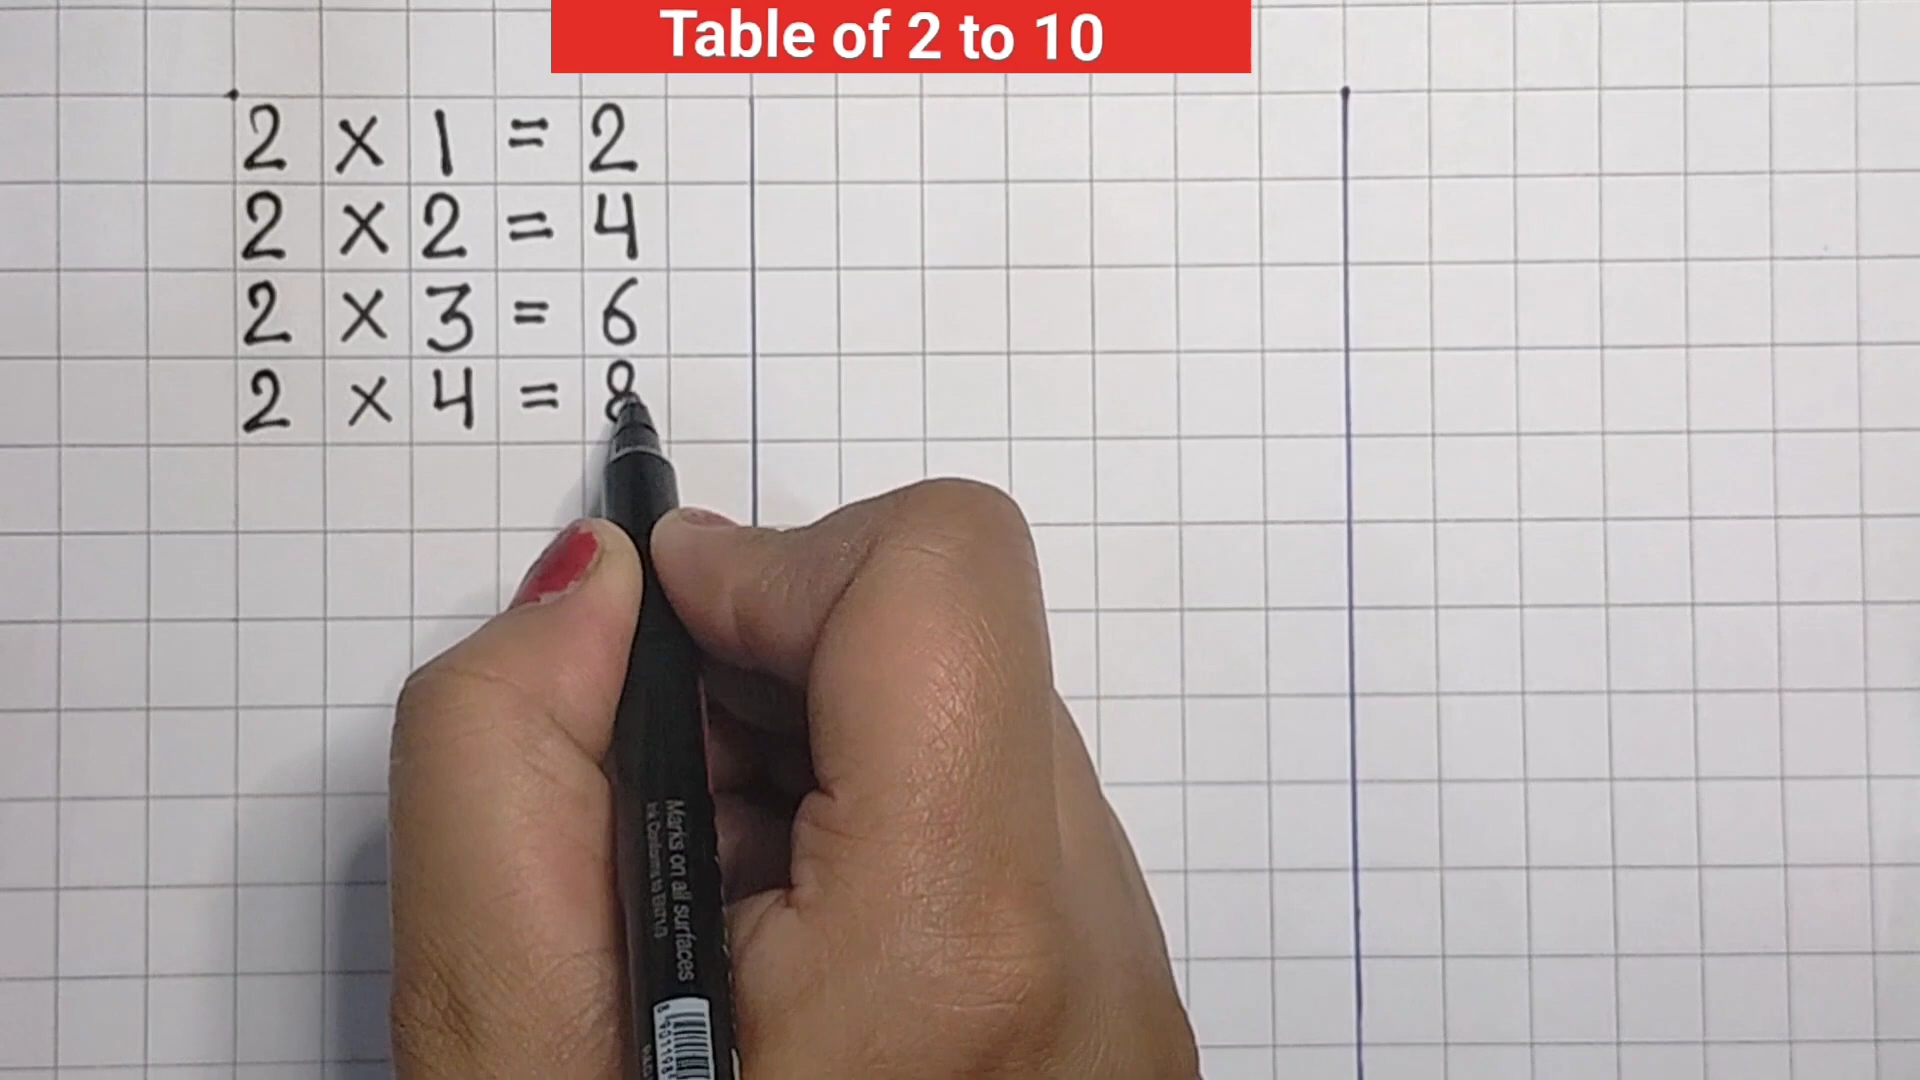 Table of 2 to 10
2 × 1 = 2
2 × 2 = 4
2 × 3 = 6
2 × 4 = 8
Marks on all surfaces